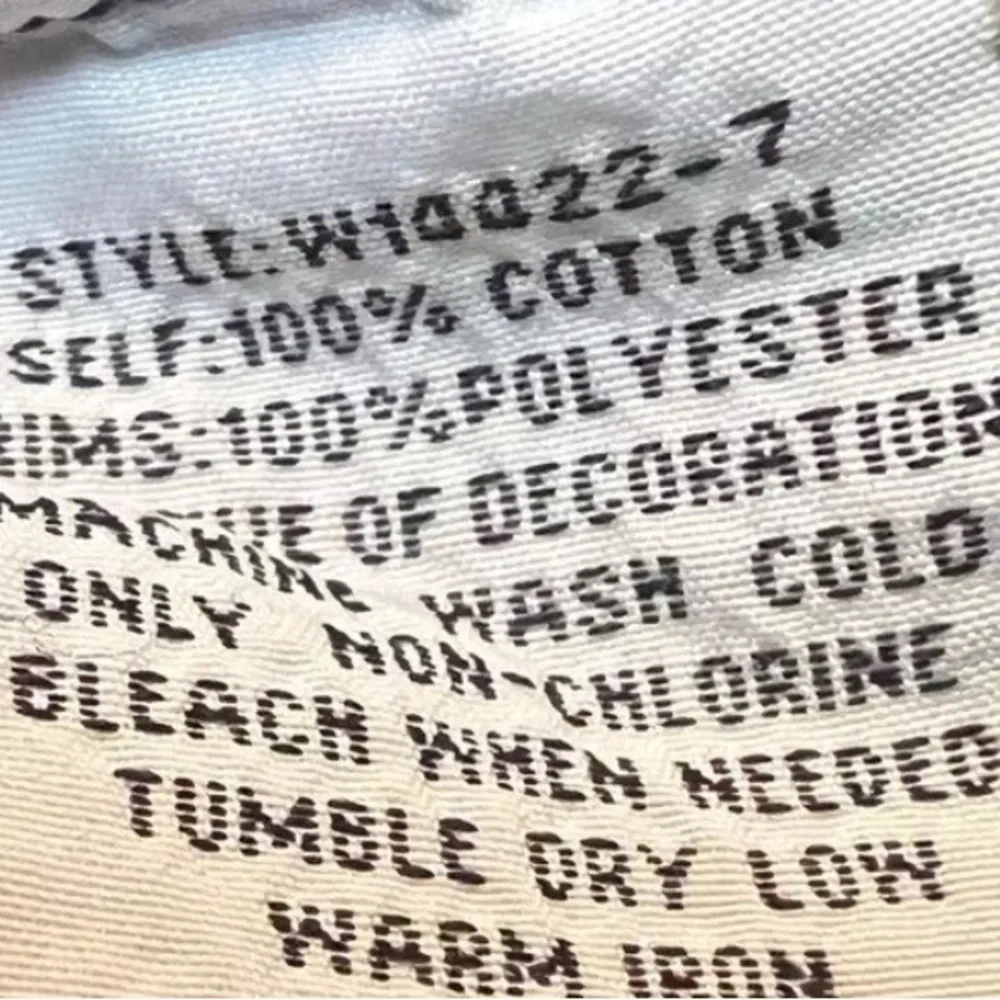 STYLE:W10022-7
SELF:100% COTTON
RIMS:100%POLYESTER
E OF DECORATION
MACHINE WASH COLD
ONLY NON-CHLORINE
BLEACH WHEN NEEDED
TUMBLE DRY LOW
WARM IRON